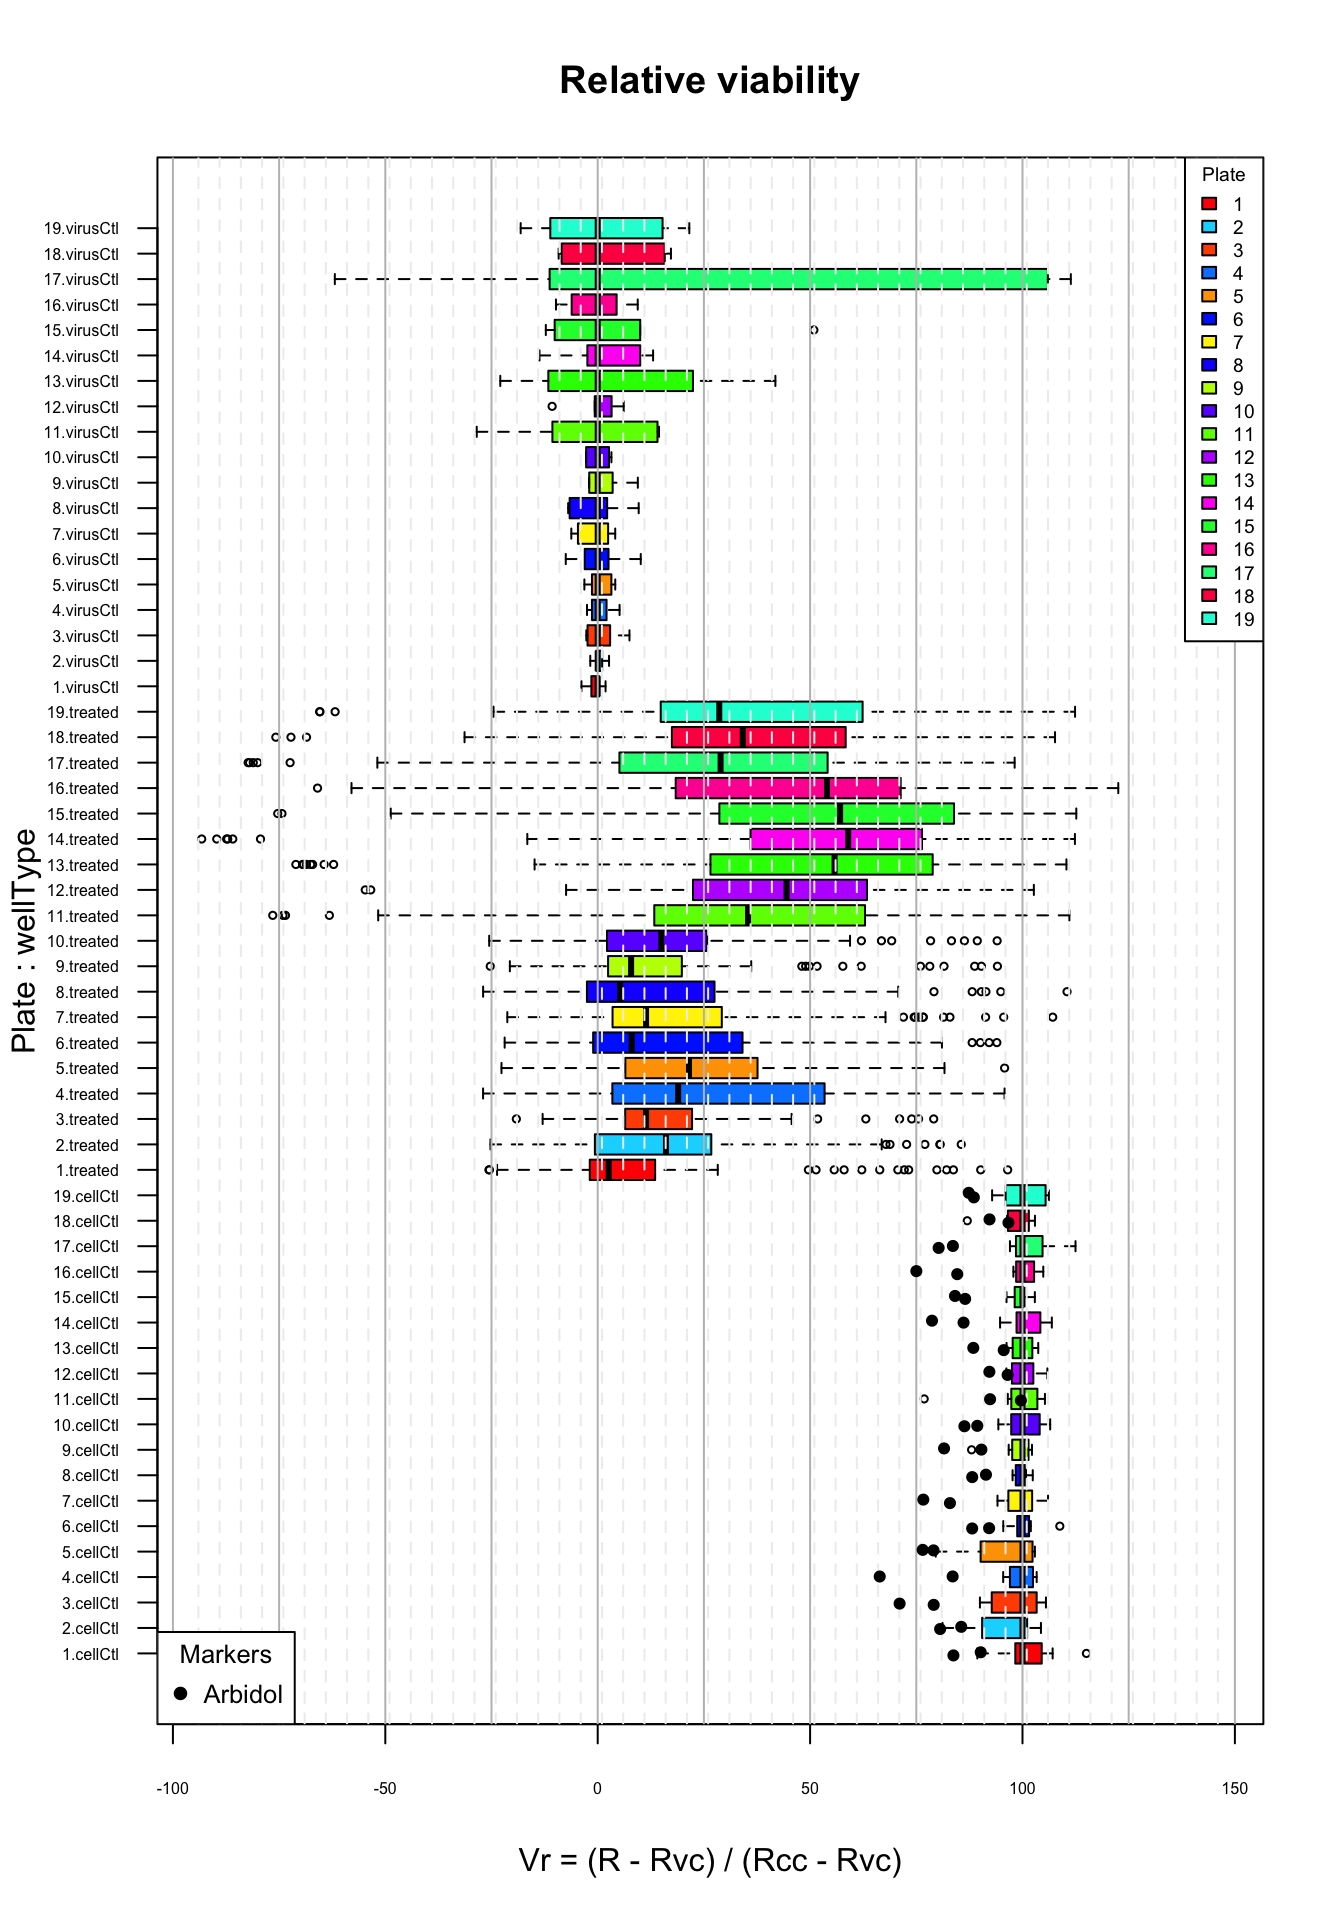 Relative viability
Plate
1
2
3
4
5
6
7
8
9
10
11
12
13
14
15
16
17
18
19
19.virusCtl
18.virusCtl
17.virusCtl
16.virusCtl
15.virusCtl
14.virusCtl
13.virusCtl
12.virusCtl
11.virusCtl
10.virusCtl
9.virusCtl
8.virusCtl
7.virusCtl
6.virusCtl
5.virusCtl
4.virusCtl
3.virusCtl
2.virusCtl
1.virusCtl
19.treated
18.treated
17.treated
16.treated
15.treated
14.treated
13.treated
12.treated
11.treated
10.treated
9.treated
8.treated
7.treated
6.treated
5.treated
4.treated
3.treated
2.treated
1.treated
19.cellCtl
18.cellCtl
17.cellCtl
16.cellCtl
15.cellCtl
14.cellCtl
13.cellCtl
12.cellCtl
11.cellCtl
10.cellCtl
9.cellCtl
8.cellCtl
7.cellCtl
6.cellCtl
5.cellCtl
4.cellCtl
3.cellCtl
2.cellCtl
1.cellCtl
Plate : wellType
Markers
Arbidol
-100 -50 0 50 100 150
Vr = (R - Rvc) / (Rcc - Rvc)